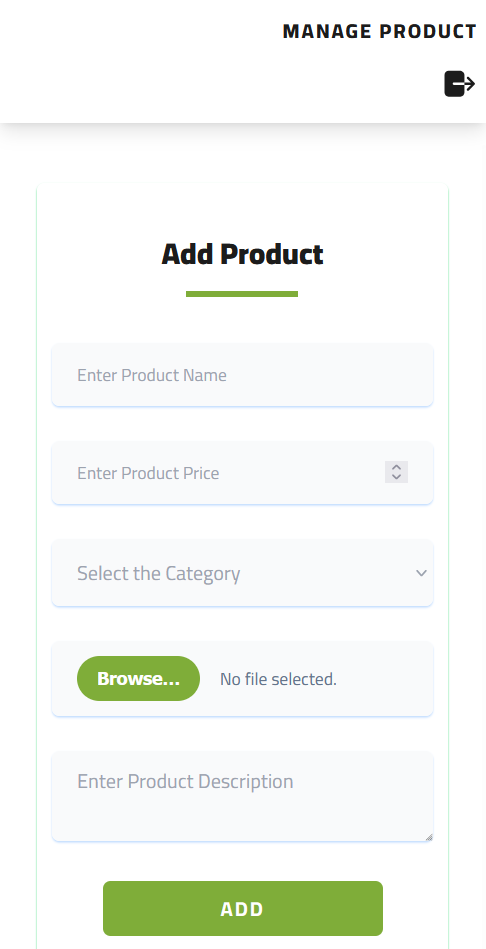 MANAGE PRODUCT
Add Product
Enter Product Name
Enter Product Price
Select the Category
Browse... No file selected.
Enter Product Description
ADD